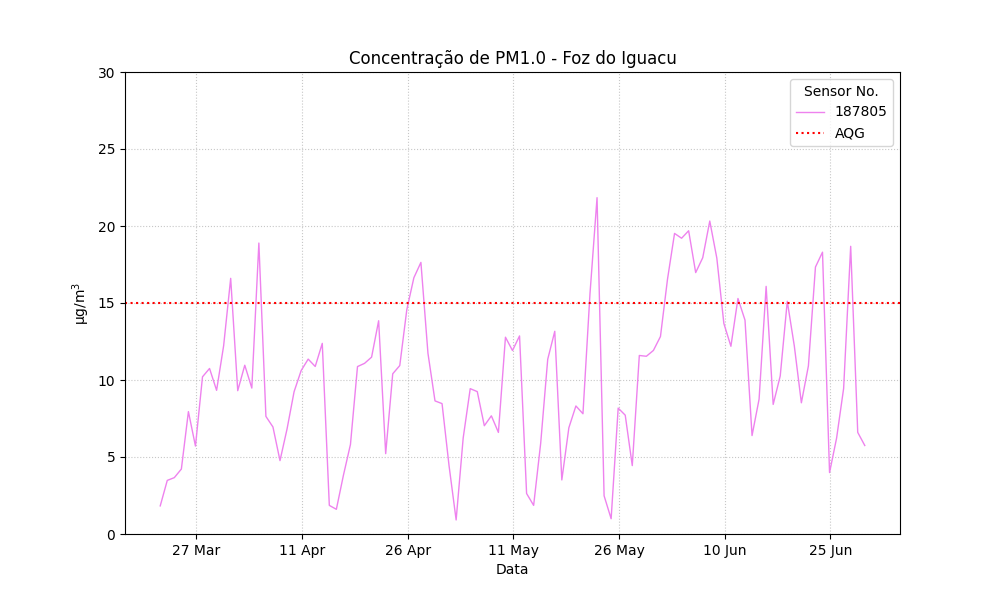 Concentração de PM1.0 - Foz do Iguacu
Sensor No.
187805
AQG
30
25
20
15
10
5
0
µg/m³
27 Mar
11 Apr
26 Apr
11 May
26 May
10 Jun
25 Jun
Data